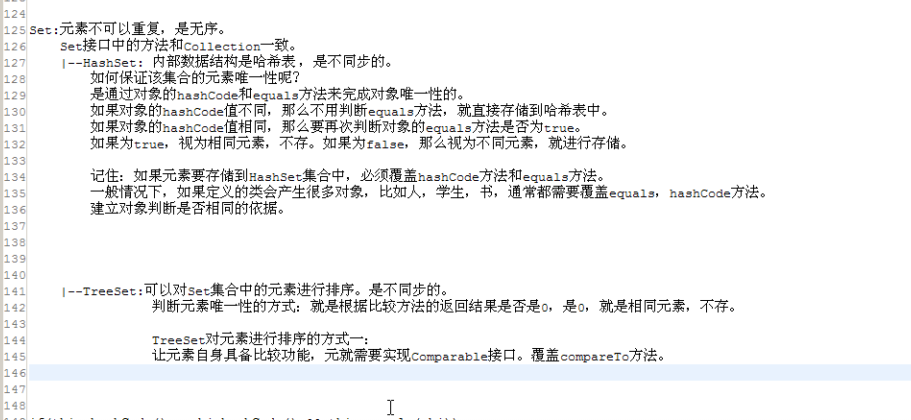 124
125 Set:元素不可以重复,是无序。
126 Set接口中的方法和Collection一致。
127 |--HashSet: 内部数据结构是哈希表 ,是不同步的。
128 如何保证该集合的元素唯一性呢?
129 是通过对象的hashCode和equals方法来完成对象唯一性的。
130 如果对象的hashCode值不同,那么不用判断equals方法,就直接存储到哈希表中。
131 如果对象的hashCode值相同,那么要再次判断对象的equals方法是否为true。
132 如果为true,视为相同元素,不存。如果为false,那么视为不同元素,就进行存储。
133
134 记住:如果元素要存储到HashSet集合中,必须覆盖hashCode方法和equals方法。
135 一般情况下,如果定义的类会产生很多对象,比如人,学生,书,通常都需要覆盖equals,hashCode方法。
136 建立对象判断是否相同的依据。
137
138
139
140
141 |--TreeSet:可以对Set集合中的元素进行排序。是不同步的。
142 判断元素唯一性的方式:就是根据比较方法的返回结果是否是0,是0,就是相同元素,不存。
143
144 TreeSet对元素进行排序的方式一:
145 让元素自身具备比较功能,元就需要实现Comparable接口。覆盖compareTo方法。
146
147
148